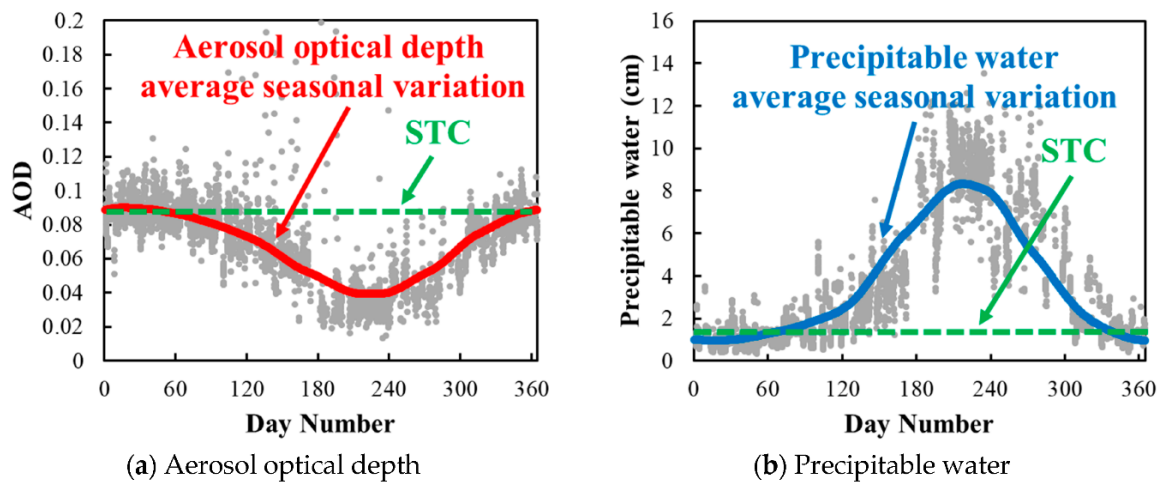 0.2
0.18
0.16
0.14
0.12
0.1
0.08
0.06
0.04
0.02
0
AOD
Aerosol optical depth
average seasonal variation
STC
0 60 120 180 240 300 360
Day Number
(a) Aerosol optical depth
16
14
12
10
8
6
4
2
0
Precipitable water (cm)
Precipitable water
average seasonal variation
STC
0 60 120 180 240 300 360
Day Number
(b) Precipitable water